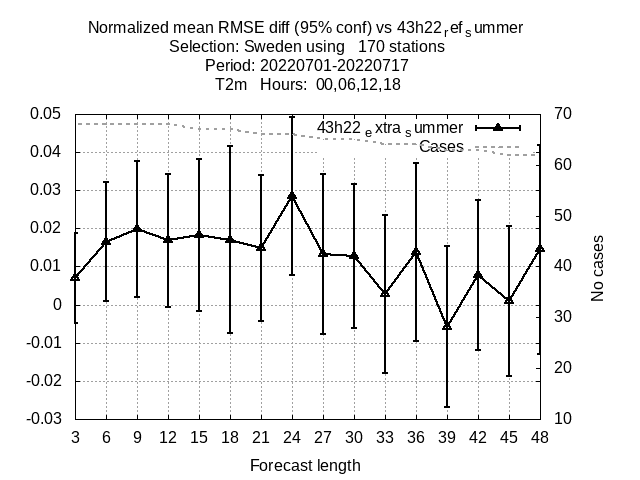 Normalized mean RMSE diff (95% conf) vs 43h22refsummer
Selection: Sweden using   170 stations
Period: 20220701-20220717
T2m   Hours:  00,06,12,18
0.05
0.04
0.03
0.02
0.01
0
-0.01
-0.02
-0.03
43h22extrasummer
Cases
70
60
50
40
30
20
10
No cases
3 6 9 12 15 18 21 24 27 30 33 36 39 42 45 48
Forecast length